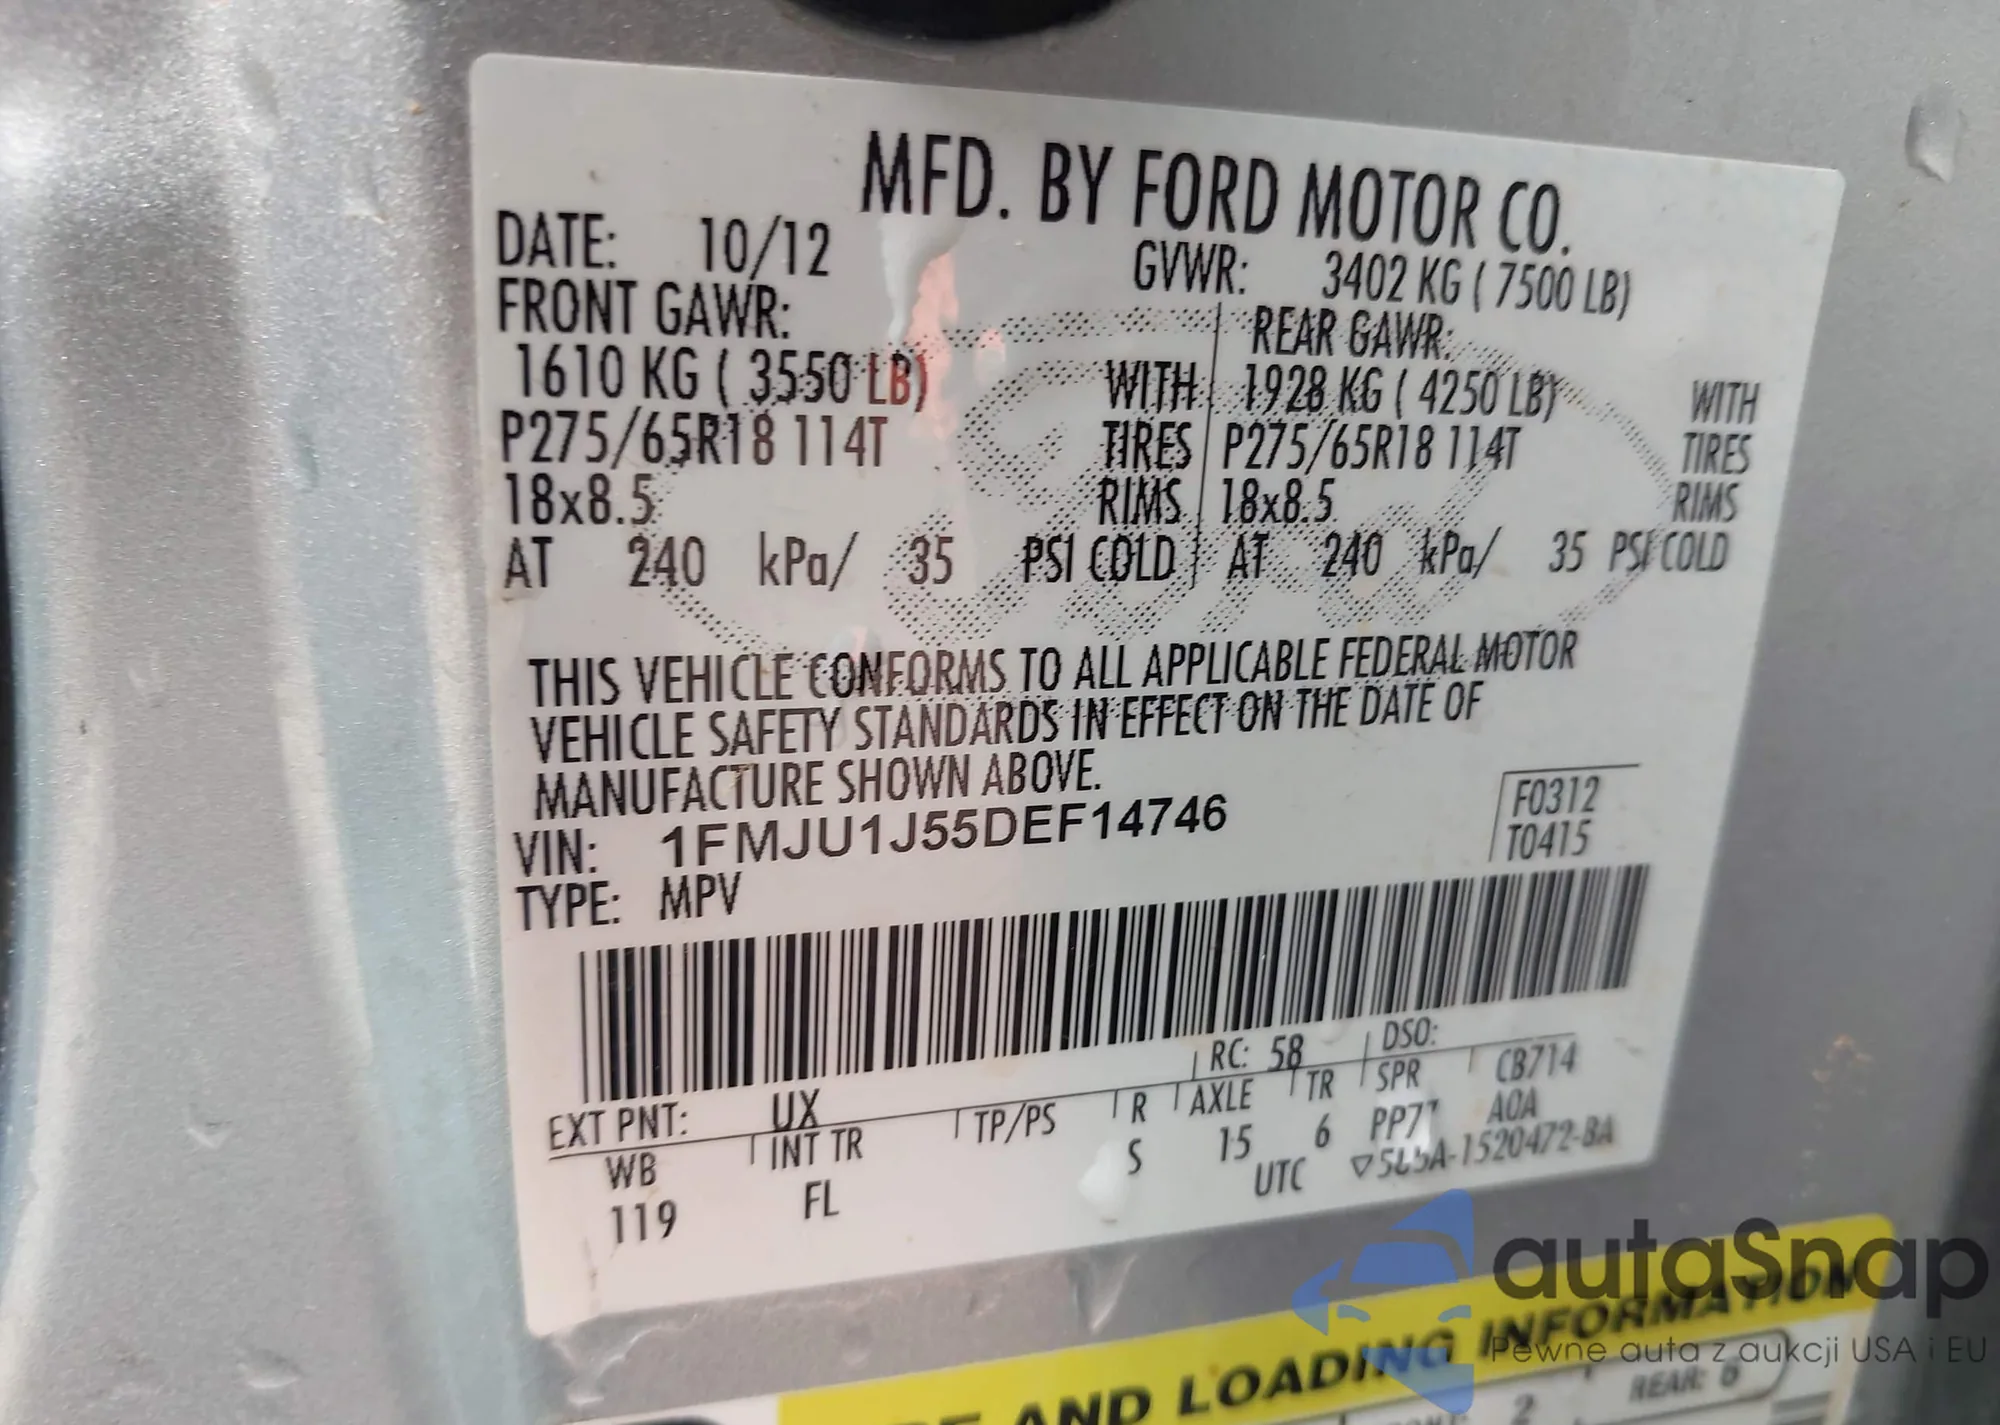 MFD. BY FORD MOTOR CO.
DATE: 10/12 GVWR: 3402 KG ( 7500 LB)
FRONT GAWR: REAR GAWR:
1610 KG ( 3550 LB) WITH 1928 KG ( 4250 LB) WITH
P275/65R18 114T TIRES P275/65R18 114T TIRES
18x8.5 RIMS 18x8.5 RIMS
AT 240 kPa/ 35 PSI COLD AT 240 kPa/ 35 PSI COLD
THIS VEHICLE CONFORMS TO ALL APPLICABLE FEDERAL MOTOR
VEHICLE SAFETY STANDARDS IN EFFECT ON THE DATE OF
MANUFACTURE SHOWN ABOVE.
VIN: 1FMJU1J55DEF14746 F0312
TYPE: MPV T0415
EXT PNT: UX RC: 58 DSO:
WB INT TR TP/PS R AXLE TR SPR CB714
119 FL S 15 6 PP77 AOA
UTC
autaSnap
Pewne auta z aukcji USA i EU
AND LOADING INFORMATION
2 REAR: 6